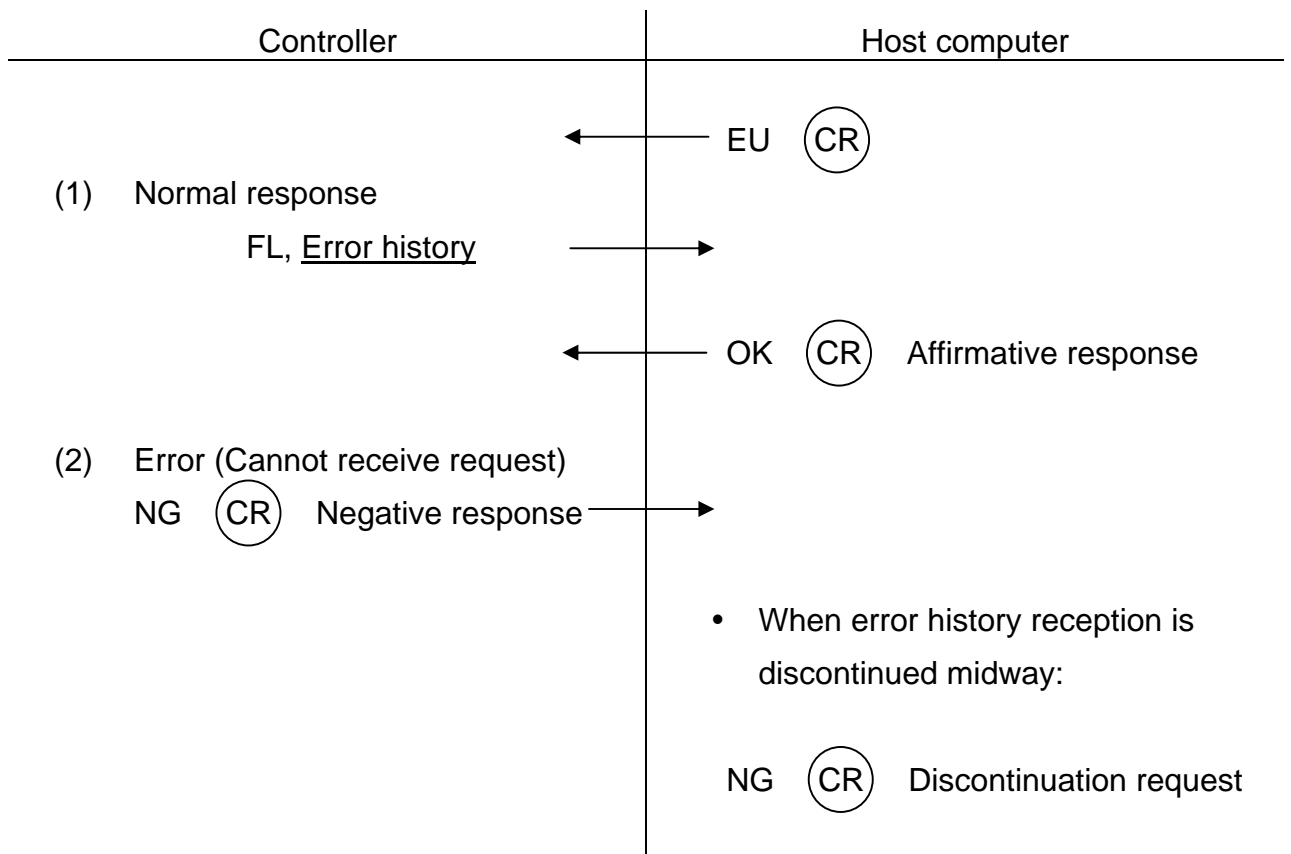 Controller Host computer
EU CR
(1) Normal response
FL, Error history
OK CR Affirmative response
(2) Error (Cannot receive request)
NG CR Negative response
• When error history reception is
discontinued midway:
NG CR Discontinuation request